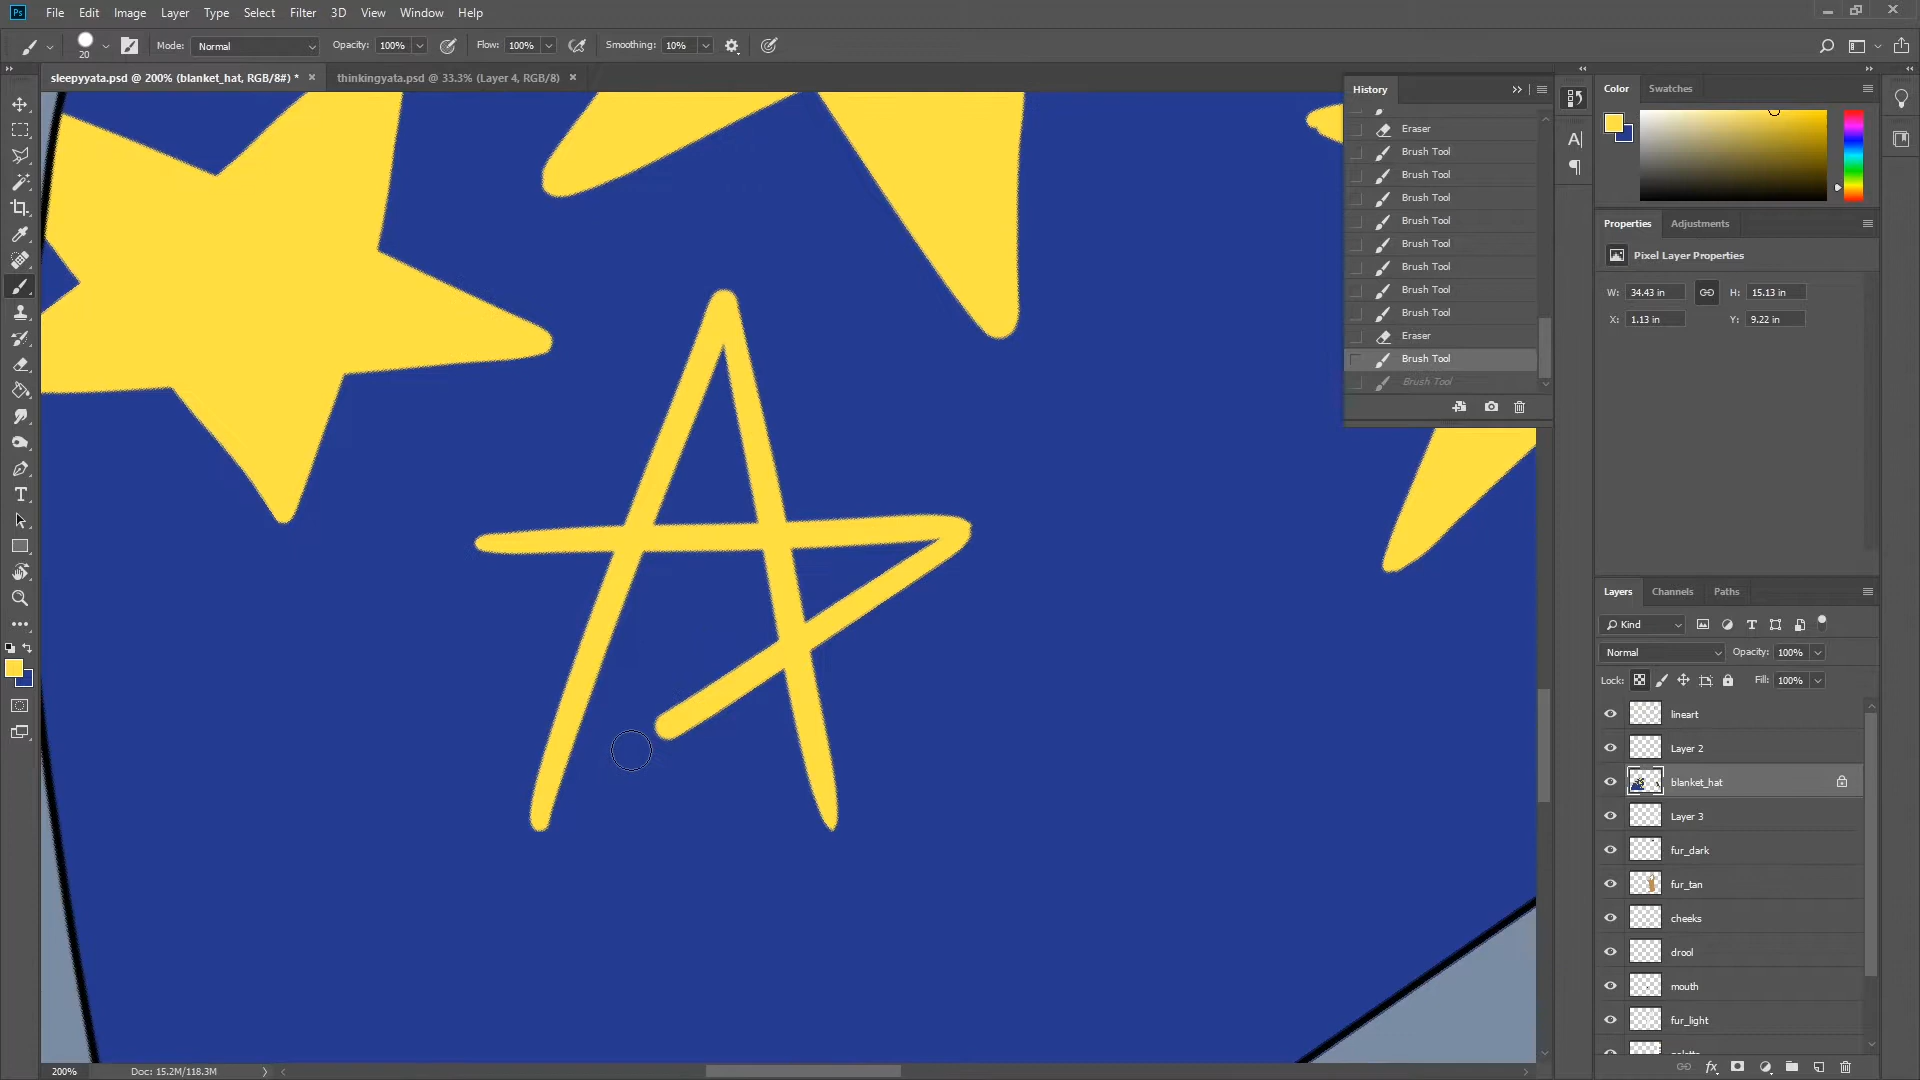 Ps File Edit Image Layer Type Select Filter 3D View Window Help
20 Mode: Normal Opacity: 100% Flow: 100% Smoothing: 10%
sleepyyata.psd @ 200% (blanket_hat, RGB/8#) * × thinkingyata.psd @ 33.3% (Layer 4, RGB/8) ×
History
Eraser
Brush Tool
Brush Tool
Brush Tool
Brush Tool
Brush Tool
Brush Tool
Brush Tool
Brush Tool
Eraser
Brush Tool
Brush Tool
Color Swatches
Properties Adjustments
Pixel Layer Properties
W: 34.43 in H: 15.13 in
X: 1.13 in Y: 9.22 in
Layers Channels Paths
Kind
Normal Opacity: 100%
Lock: Fill: 100%
lineart
Layer 2
blanket_hat
Layer 3
fur_dark
fur_tan
cheeks
drool
mouth
fur_light
200% Doc: 15.2M/118.3M